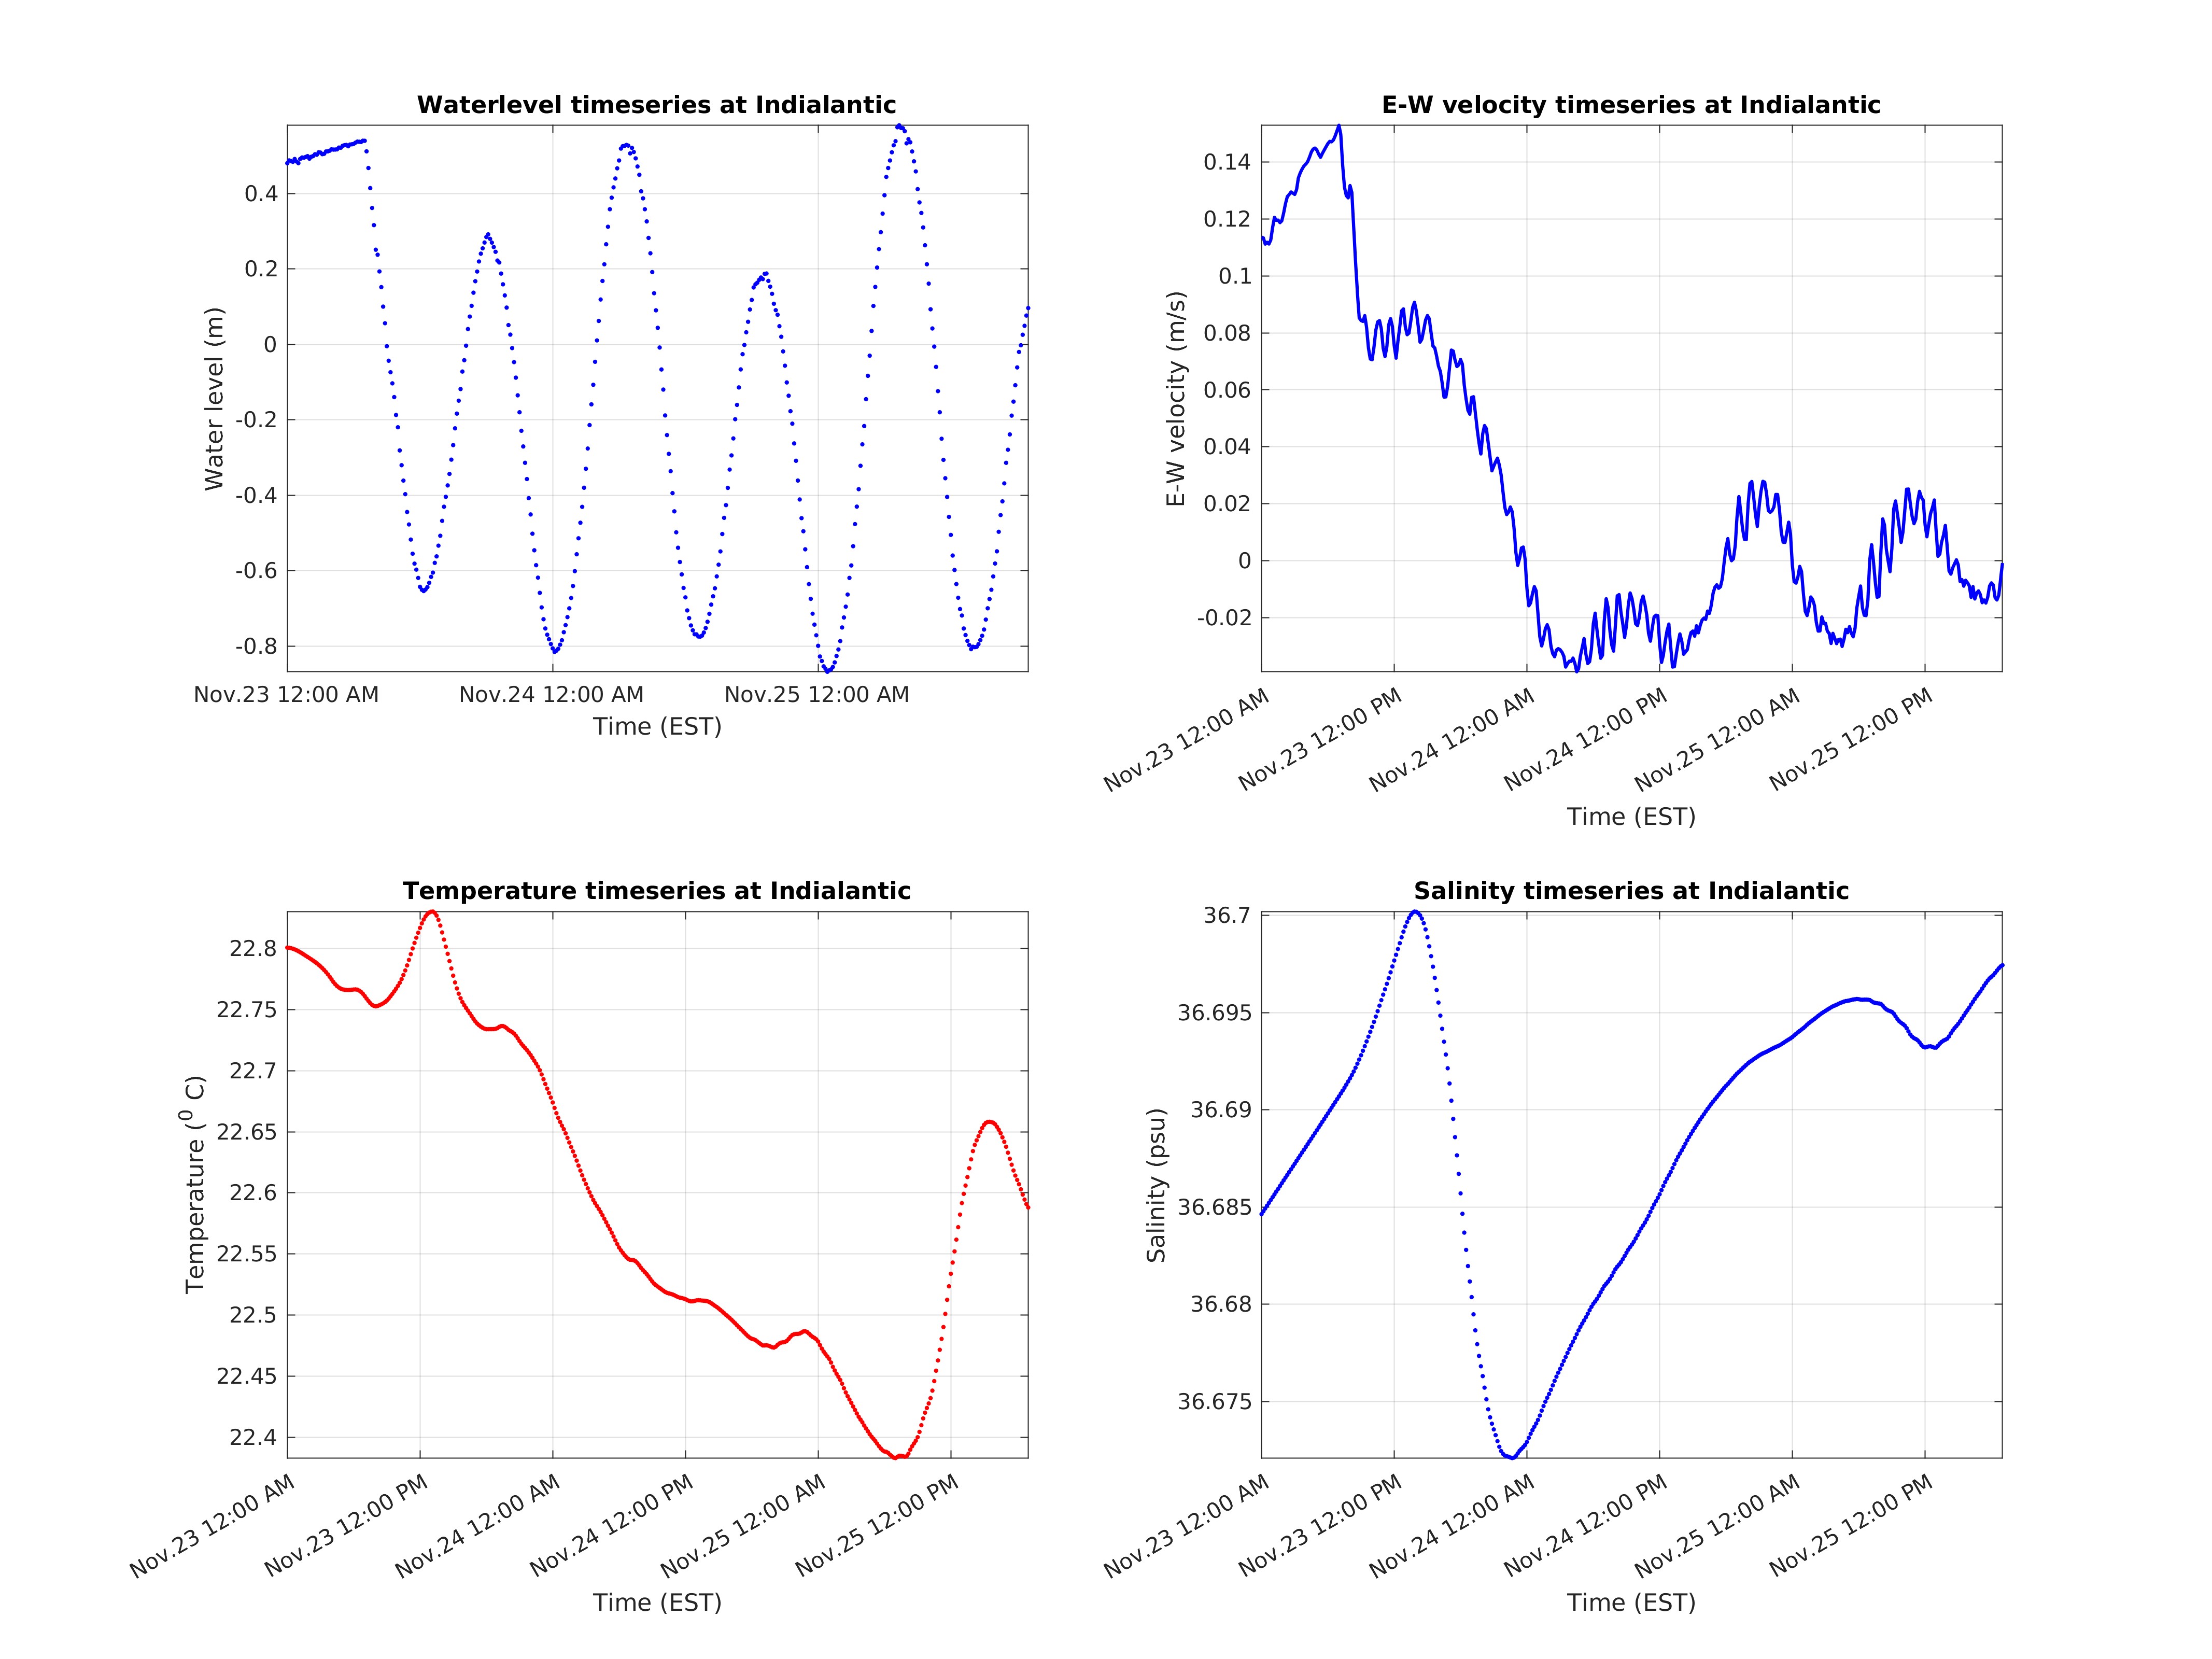 Waterlevel timeseries at Indialantic
Water level (m)
0.4
0.2
0
-0.2
-0.4
-0.6
-0.8
Nov.23 12:00 AM
Nov.24 12:00 AM
Nov.25 12:00 AM
Time (EST)
E-W velocity timeseries at Indialantic
E-W velocity (m/s)
0.14
0.12
0.1
0.08
0.06
0.04
0.02
0
-0.02
Nov.23 12:00 AM
Nov.23 12:00 PM
Nov.24 12:00 AM
Nov.24 12:00 PM
Nov.25 12:00 AM
Nov.25 12:00 PM
Time (EST)
Temperature timeseries at Indialantic
Temperature (⁰ C)
22.8
22.75
22.7
22.65
22.6
22.55
22.5
22.45
22.4
Nov.23 12:00 AM
Nov.23 12:00 PM
Nov.24 12:00 AM
Nov.24 12:00 PM
Nov.25 12:00 AM
Nov.25 12:00 PM
Time (EST)
Salinity timeseries at Indialantic
Salinity (psu)
36.7
36.695
36.69
36.685
36.68
36.675
Nov.23 12:00 AM
Nov.23 12:00 PM
Nov.24 12:00 AM
Nov.24 12:00 PM
Nov.25 12:00 AM
Nov.25 12:00 PM
Time (EST)